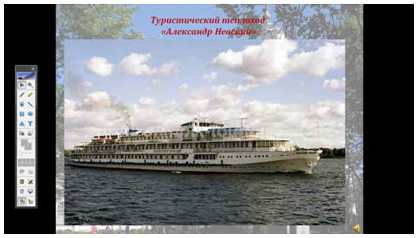 Туристический теплоход
«Александр Невский»